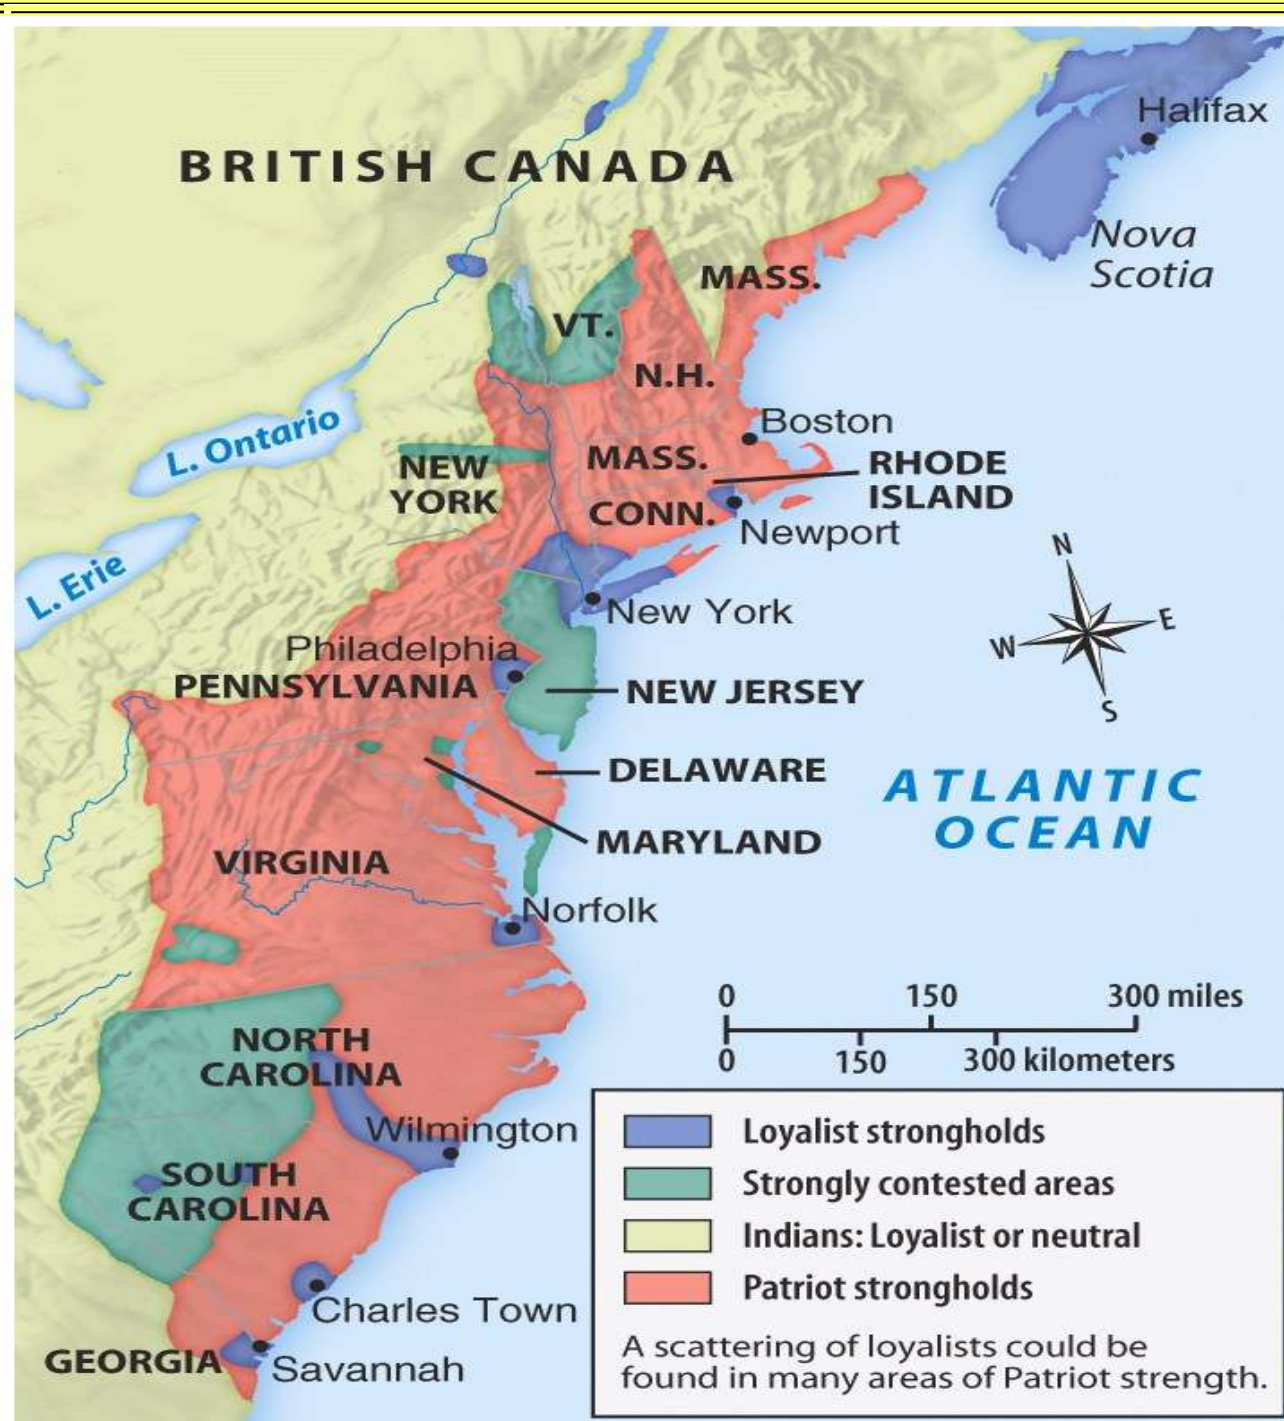 Halifax
BRITISH CANADA
Nova
Scotia
MASS.
VT.
N.H.
Boston
L. Ontario
NEW
YORK
MASS.
RHODE
ISLAND
CONN.
Newport
N
L. Erie
W
E
S
New York
Philadelphia
PENNSYLVANIA
NEW JERSEY
DELAWARE
ATLANTIC
OCEAN
MARYLAND
VIRGINIA
Norfolk
0 150 300 miles
0 150 300 kilometers
NORTH
CAROLINA
Wilmington
SOUTH
CAROLINA
Charles Town
GEORGIA
Savannah
Loyalist strongholds
Strongly contested areas
Indians: Loyalist or neutral
Patriot strongholds
A scattering of loyalists could be
found in many areas of Patriot strength.